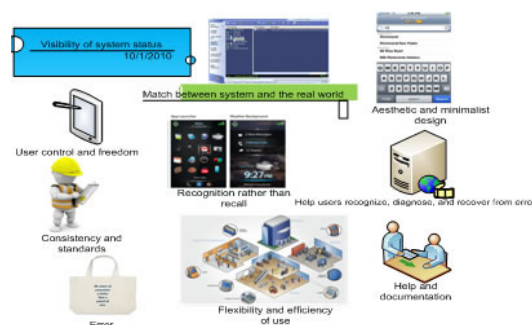 Visibility of system status
10/1/2010
Match between system and the real world
Aesthetic and minimalist
design
User control and freedom
9:27
Recognition rather than
recall
Help users recognize, diagnose, and recover from erro
Consistency and
standards
Help and
documentation
Flexibility and efficiency
of use
Error